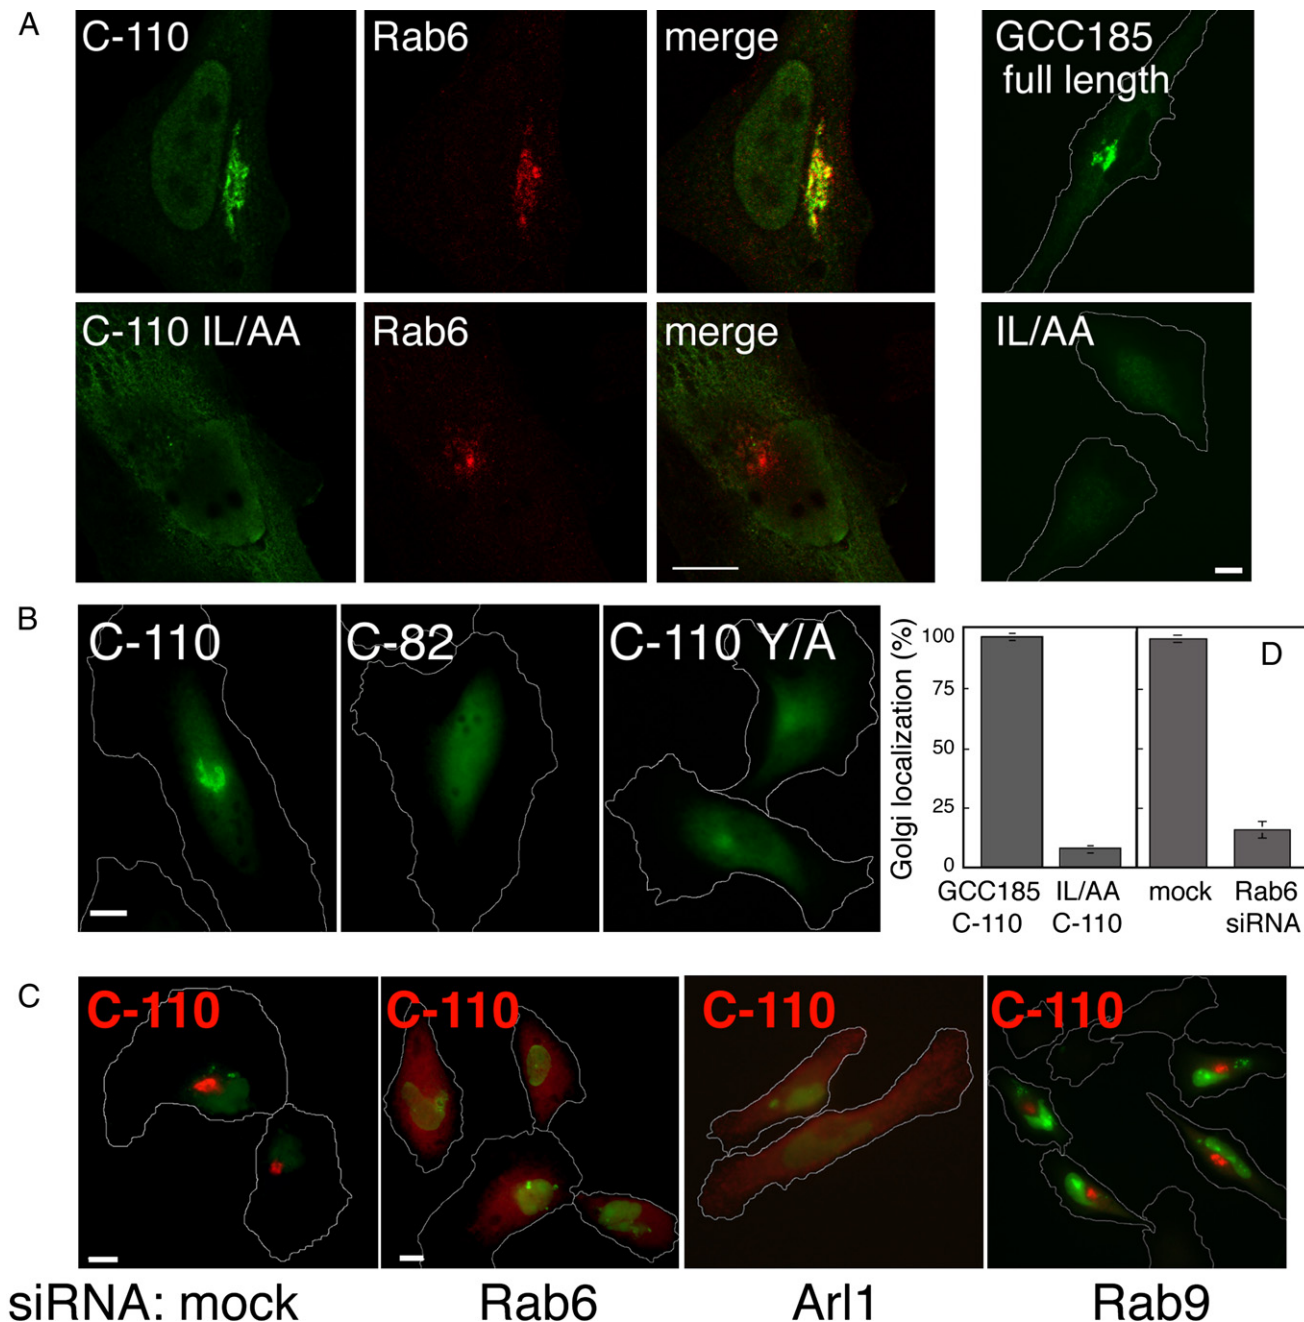 A
C-110
Rab6
merge
GCC185
full length
C-110 IL/AA
Rab6
merge
IL/AA
B
C-110
C-82
C-110 Y/A
D
Golgi localization (%)
100
75
50
25
0
GCC185
C-110
IL/AA
C-110
mock
Rab6
siRNA
C
C-110
C-110
C-110
C-110
siRNA: mock
Rab6
Arl1
Rab9